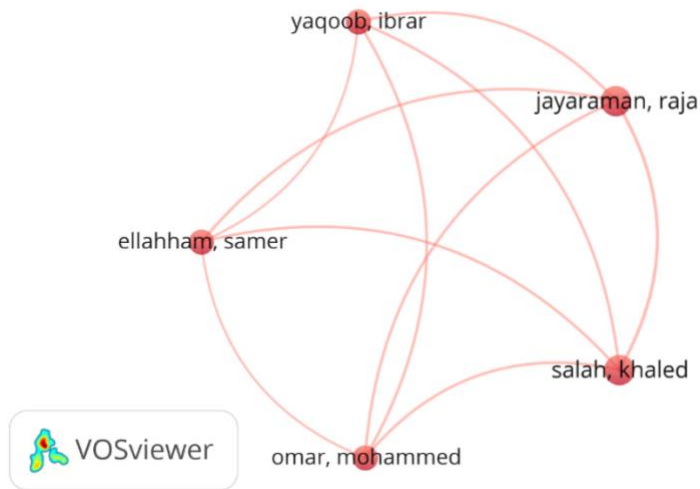 yaqoob, ibrar
jayaraman, raja
ellahham, samer
salah, khaled
omar, mohammed
VOSviewer